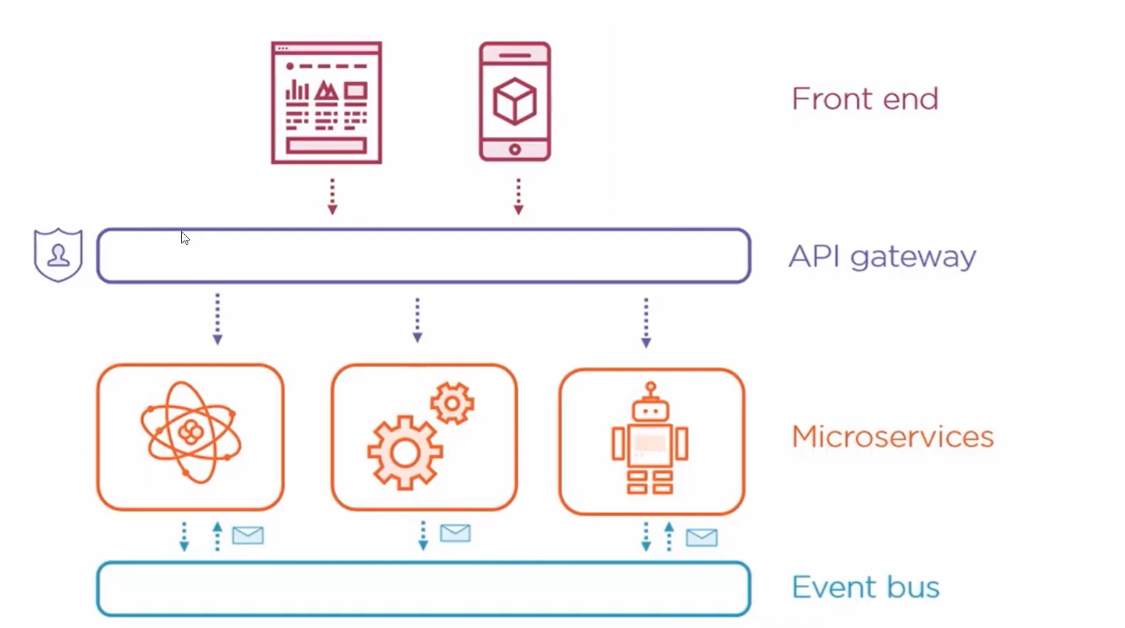 Front end
API gateway
Microservices
Event bus